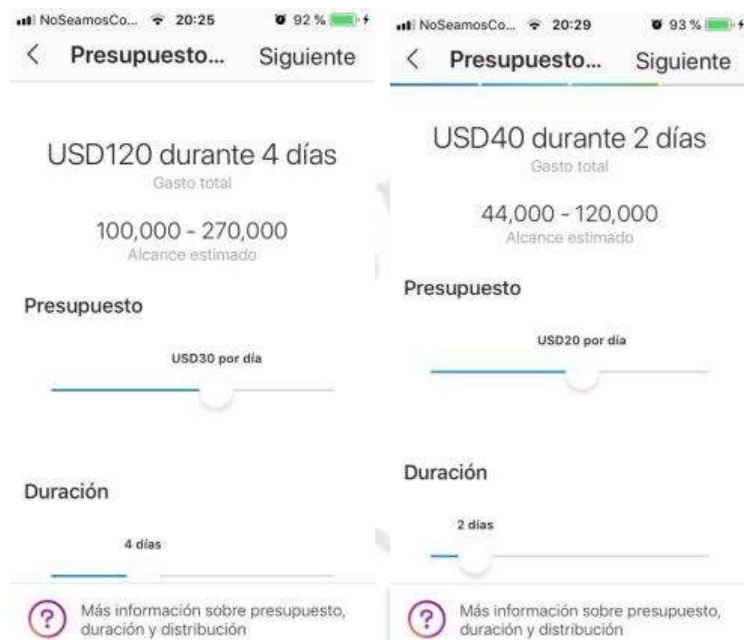 NoSeamosCo... 20:25 92 %
Presupuesto... Siguiente
USD120 durante 4 días
Gasto total
100,000 - 270,000
Alcance estimado
Presupuesto
USD30 por día
Duración
4 días
? Más información sobre presupuesto,
duración y distribución
NoSeamosCo... 20:29 93 %
Presupuesto... Siguiente
USD40 durante 2 días
Gasto total
44,000 - 120,000
Alcance estimado
Presupuesto
USD20 por día
Duración
2 días
? Más información sobre presupuesto,
duración y distribución